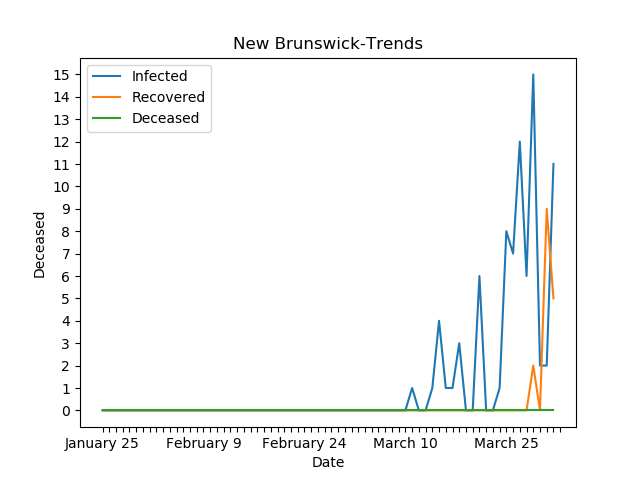 New Brunswick-Trends
Infected
Recovered
Deceased
15
14
13
12
11
10
9
8
7
6
5
4
3
2
1
0
Deceased
January 25 February 9 February 24 March 10 March 25
Date